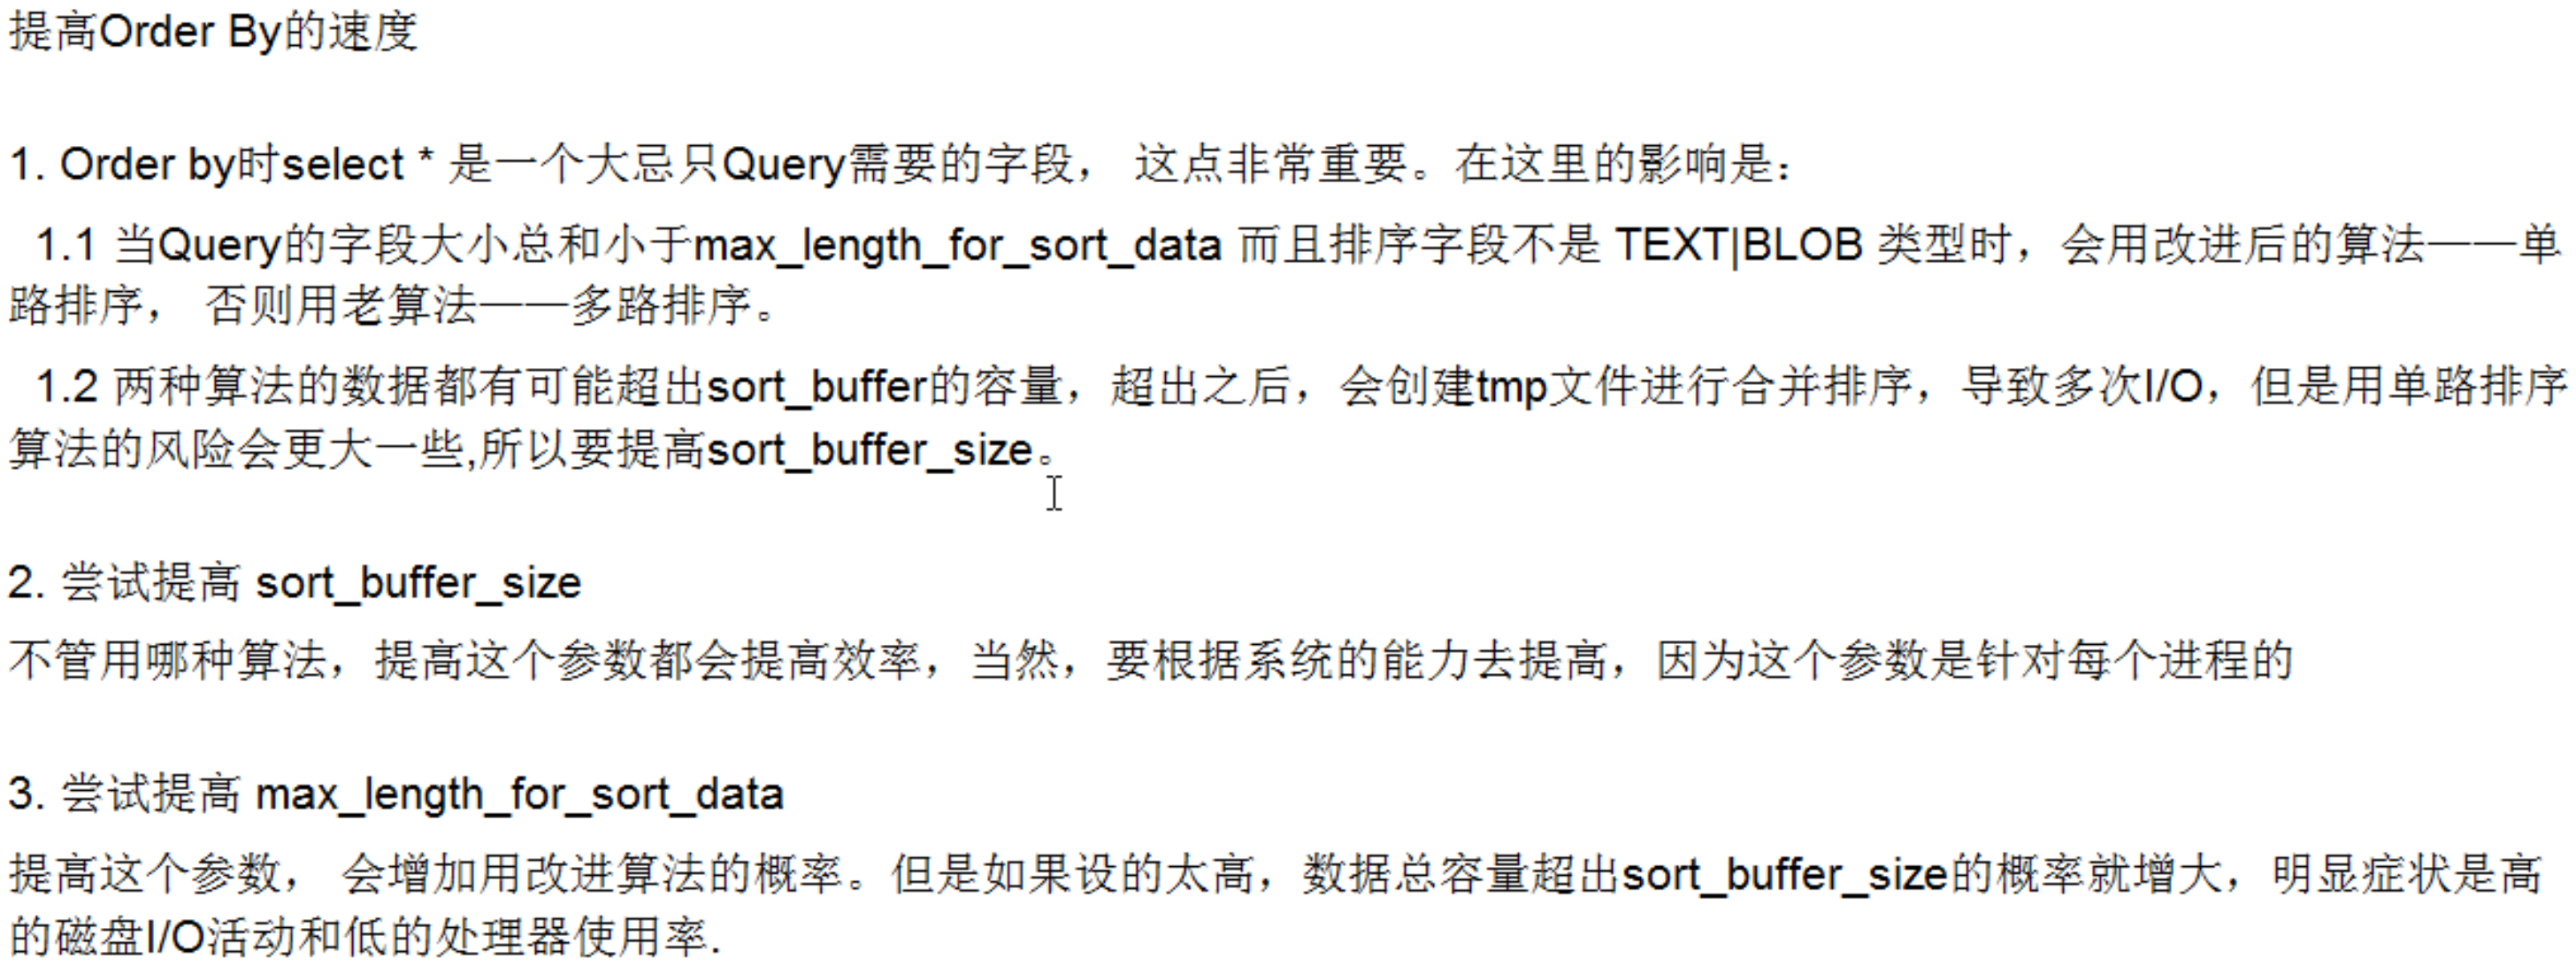 提高Order By的速度
1. Order by时select * 是一个大忌只Query需要的字段， 这点非常重要。在这里的影响是：
1.1 当Query的字段大小总和小于max_length_for_sort_data 而且排序字段不是 TEXT|BLOB 类型时，会用改进后的算法——单
路排序， 否则用老算法——多路排序。
1.2 两种算法的数据都有可能超出sort_buffer的容量，超出之后，会创建tmp文件进行合并排序，导致多次I/O，但是用单路排序
算法的风险会更大一些,所以要提高sort_buffer_size。
2. 尝试提高 sort_buffer_size
不管用哪种算法，提高这个参数都会提高效率，当然，要根据系统的能力去提高，因为这个参数是针对每个进程的
3. 尝试提高 max_length_for_sort_data
提高这个参数， 会增加用改进算法的概率。但是如果设的太高，数据总容量超出sort_buffer_size的概率就增大，明显症状是高
的磁盘I/O活动和低的处理器使用率.